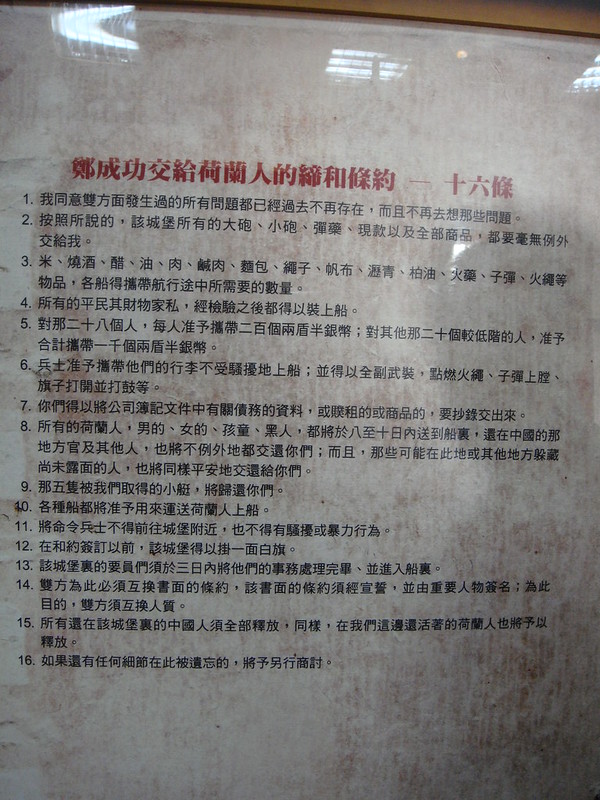 鄭成功交給荷蘭人的締和條約 — 十六條
1. 我同意雙方面發生過的所有問題都已經過去不再存在，而且不再去想那些問題。
2. 按照所說的，該城堡所有的大砲、小砲、彈藥、現款以及全部商品，都要毫無例外
交給我。
3. 米、燒酒、醋、油、肉、鹹肉、麵包、繩子、帆布、瀝青、柏油、火藥、子彈、火繩等
物品，各船得攜帶航行途中所需要的數量。
4. 所有的平民其財物家私，經檢驗之後都得以裝上船。
5. 對那二十八個人，每人准予攜帶二百個兩盾半銀幣；對其他那二十個較低階的人，准予
合計攜帶一千個兩盾半銀幣。
6. 兵士准予攜帶他們的行李不受騷擾地上船；並得以全副武裝，點燃火繩、子彈上膛、
旗子打開並打鼓等。
7. 你們得以將公司簿記文件中有關債務的資料，或賒租的或商品的，要抄錄交出來。
8. 所有的荷蘭人，男的、女的、孩童、黑人，都將於八至十日內送到船裏，還在中國的那
地方官及其他人，也將不例外地都交還你們；而且，那些可能在此地或其他地方躲藏
尚未露面的人，也將同樣平安地交還給你們。
9. 那五隻被我們取得的小艇，將歸還你們。
10. 各種船都將准予用來運送荷蘭人上船。
11. 將命令兵士不得前往城堡附近，也不得有騷擾或暴力行為。
12. 在和約簽訂以前，該城堡得以掛一面白旗。
13. 該城堡裏的要員們須於三日內將他們的事務處理完畢、並進入船裏。
14. 雙方為此必須互換書面的條約，該書面的條約須經宣誓，並由重要人物簽名；為此
目的，雙方須互換人質。
15. 所有還在該城堡裏的中國人須全部釋放，同樣，在我們這邊還活著的荷蘭人也將予以
釋放。
16. 如果還有任何細節在此被遺忘的，將予另行商討。